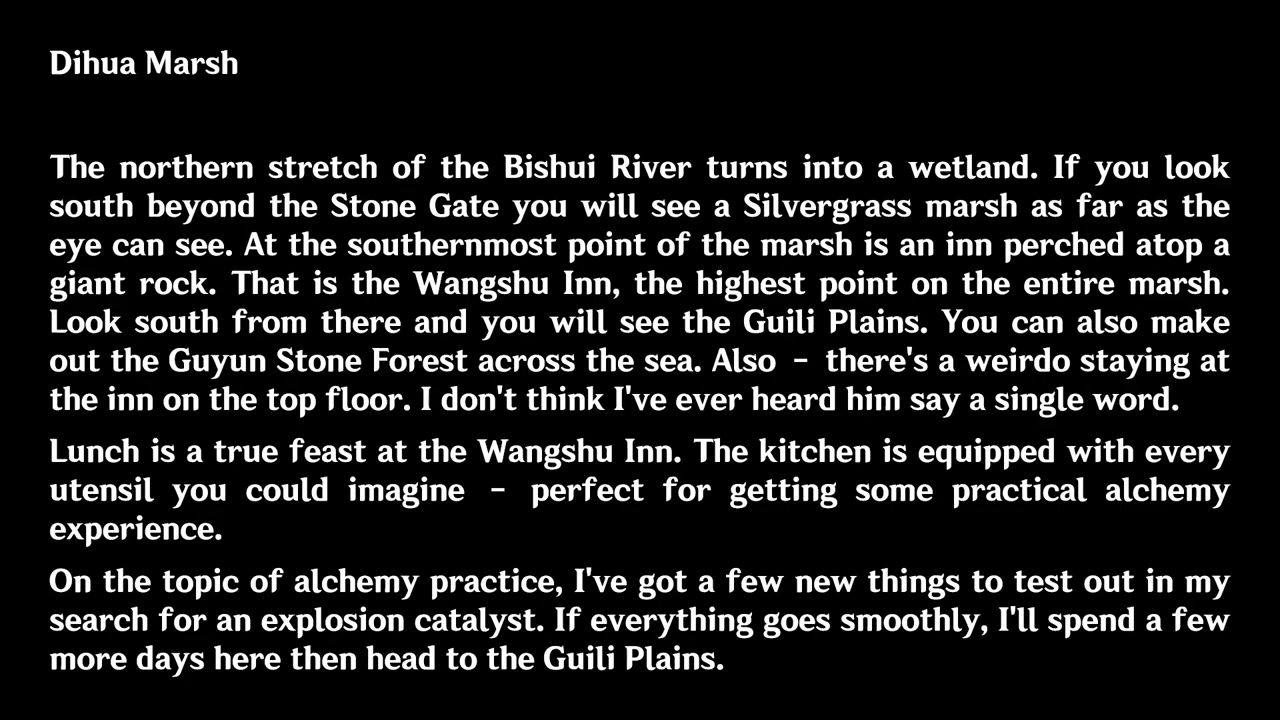 Dihua Marsh
The northern stretch of the Bishui River turns into a wetland. If you look
south beyond the Stone Gate you will see a Silvergrass marsh as far as the
eye can see. At the southernmost point of the marsh is an inn perched atop a
giant rock. That is the Wangshu Inn, the highest point on the entire marsh.
Look south from there and you will see the Guili Plains. You can also make
out the Guyun Stone Forest across the sea. Also - there's a weirdo staying at
the inn on the top floor. I don't think I've ever heard him say a single word.
Lunch is a true feast at the Wangshu Inn. The kitchen is equipped with every
utensil you could imagine - perfect for getting some practical alchemy
experience.
On the topic of alchemy practice, I've got a few new things to test out in my
search for an explosion catalyst. If everything goes smoothly, I'll spend a few
more days here then head to the Guili Plains.